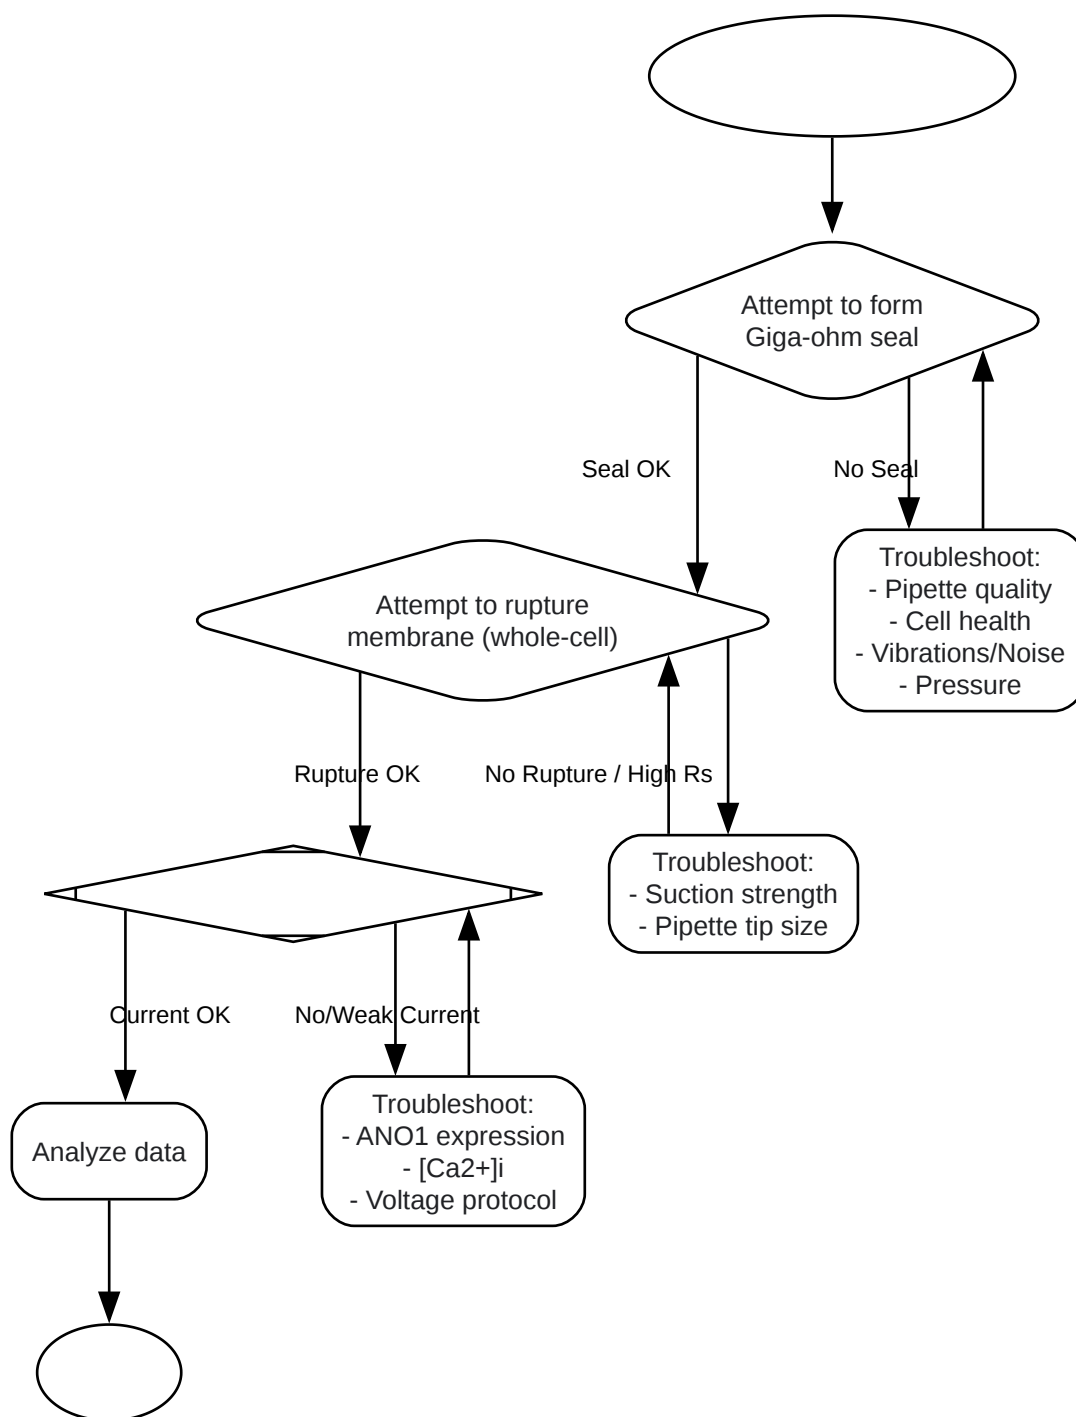 Attempt to form
Giga-ohm seal
Seal OK
No Seal
Troubleshoot:
- Pipette quality
- Cell health
- Vibrations/Noise
- Pressure
Attempt to rupture
membrane (whole-cell)
Rupture OK
No Rupture / High Rs
Troubleshoot:
- Suction strength
- Pipette tip size
Current OK
No/Weak Current
Troubleshoot:
- ANO1 expression
- [Ca2+]i
- Voltage protocol
Analyze data